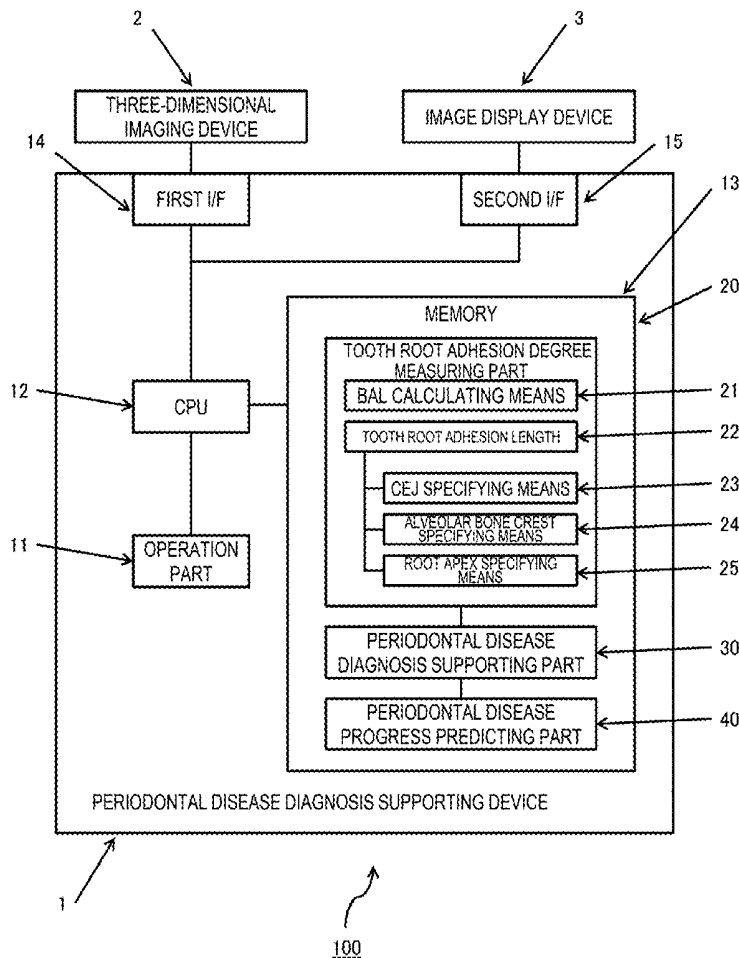 2
3
THREE-DIMENSIONAL
IMAGING DEVICE
IMAGE DISPLAY DEVICE
14
15
FIRST I/F
SECOND I/F
13
20
MEMORY
TOOTH ROOT ADHESION DEGREE
MEASURING PART
12
CPU
BAL CALCULATING MEANS
21
TOOTH ROOT ADHESION LENGTH
22
CEJ SPECIFYING MEANS
23
ALVEOLAR BONE CREST
SPECIFYING MEANS
24
11
OPERATION
PART
ROOT APEX SPECIFYING
MEANS
25
PERIODONTAL DISEASE
DIAGNOSIS SUPPORTING PART
30
PERIODONTAL DISEASE
PROGRESS PREDICTING PART
40
PERIODONTAL DISEASE DIAGNOSIS SUPPORTING DEVICE
1
100